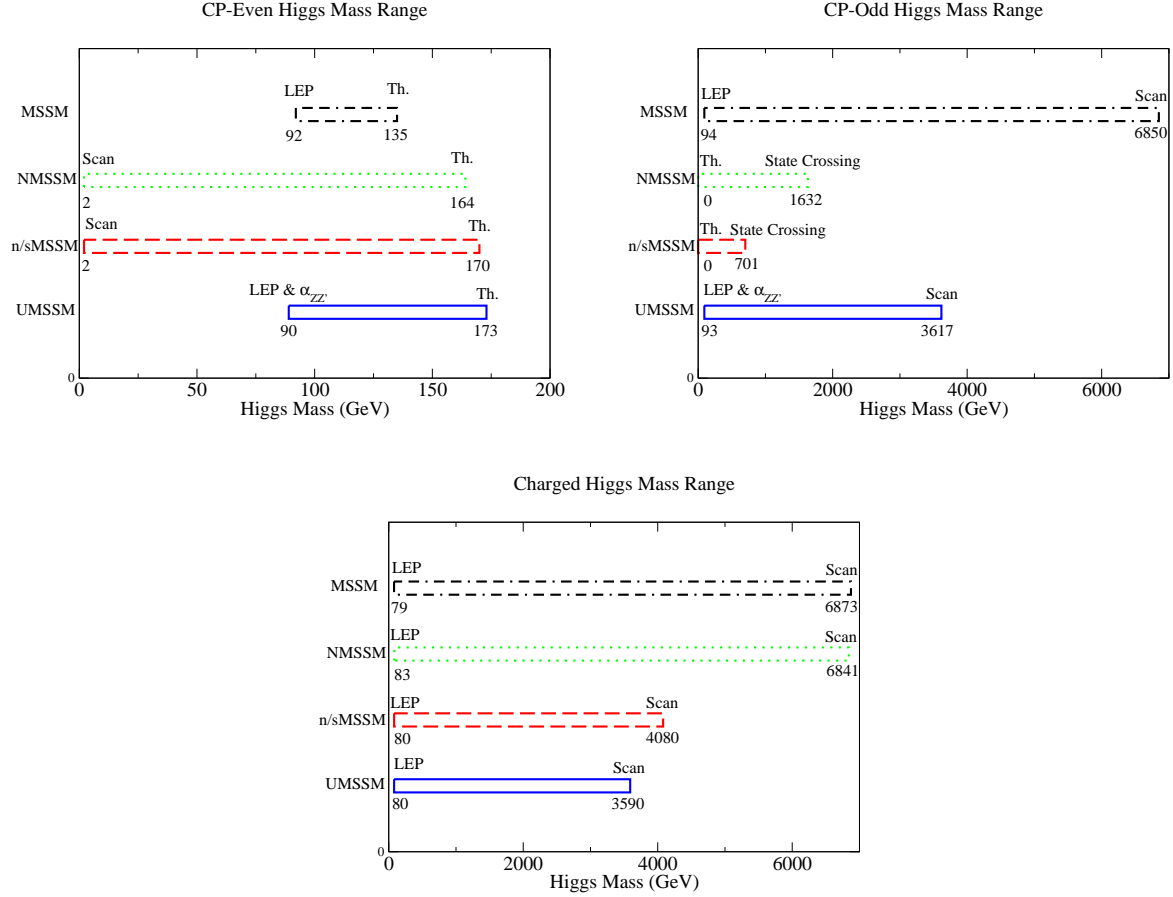 CP-Even Higgs Mass Range
LEP
Th.
MSSM
92
135
Scan
Th.
NMSSM
2
164
Scan
Th.
n/sMSSM
2
170
LEP & α_ZZ'
Th.
UMSSM
90
173
0
0
50
100
150
200
Higgs Mass (GeV)
CP-Odd Higgs Mass Range
LEP
Scan
MSSM
94
6850
Th.
State Crossing
NMSSM
0
1632
Th.
State Crossing
n/sMSSM
0
701
LEP & α_ZZ'
Scan
UMSSM
93
3617
0
0
2000
4000
6000
Higgs Mass (GeV)
Charged Higgs Mass Range
LEP
Scan
MSSM
79
6873
LEP
Scan
NMSSM
83
6841
LEP
Scan
n/sMSSM
80
4080
LEP
Scan
UMSSM
80
3590
0
0
2000
4000
6000
Higgs Mass (GeV)